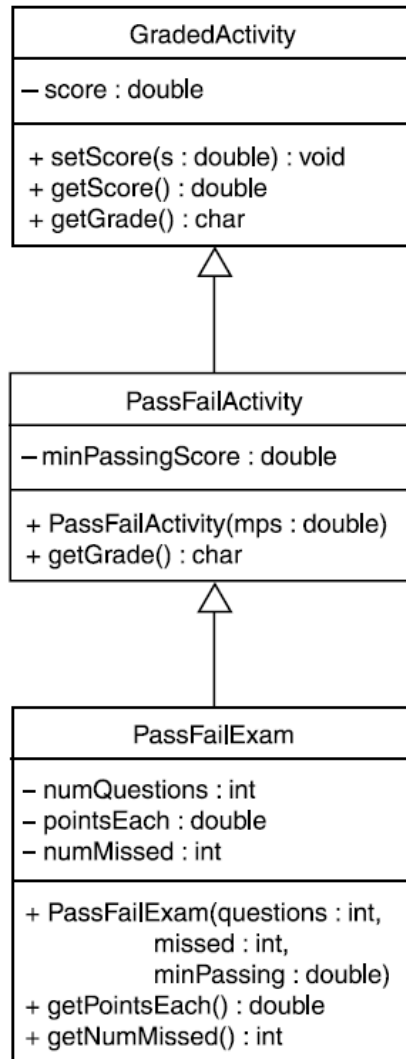 GradedActivity
– score : double
+ setScore(s : double) : void
+ getScore() : double
+ getGrade() : char
PassFailActivity
– minPassingScore : double
+ PassFailActivity(mps : double)
+ getGrade() : char
PassFailExam
– numQuestions : int
– pointsEach : double
– numMissed : int
+ PassFailExam(questions : int,
missed : int,
minPassing : double)
+ getPointsEach() : double
+ getNumMissed() : int